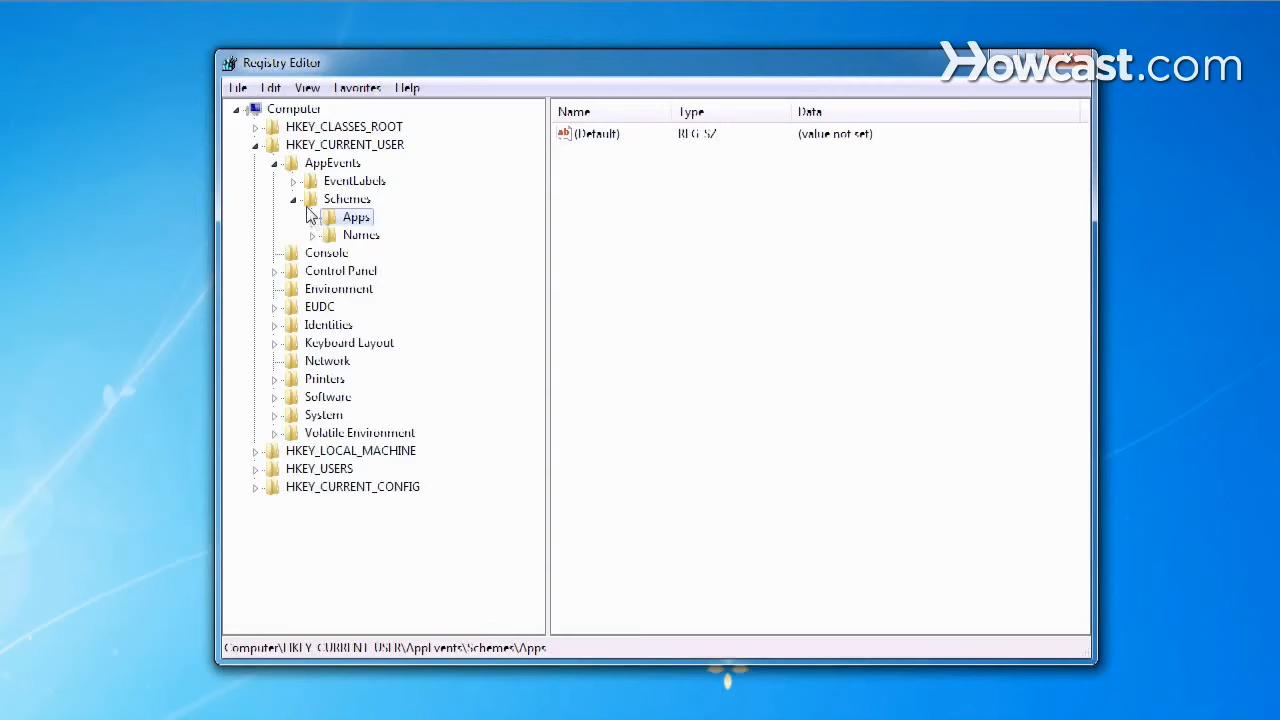 Howcast.com
Registry Editor
File Edit View Favorites Help
Computer
HKEY_CLASSES_ROOT
HKEY_CURRENT_USER
AppEvents
EventLabels
Schemes
Apps
Names
Console
Control Panel
Environment
EUDC
Identities
Keyboard Layout
Network
Printers
Software
System
Volatile Environment
HKEY_LOCAL_MACHINE
HKEY_USERS
HKEY_CURRENT_CONFIG
Name Type Data
ab (Default) REG_SZ (value not set)
Computer\HKEY_CURRENT_USER\AppEvents\Schemes\Apps